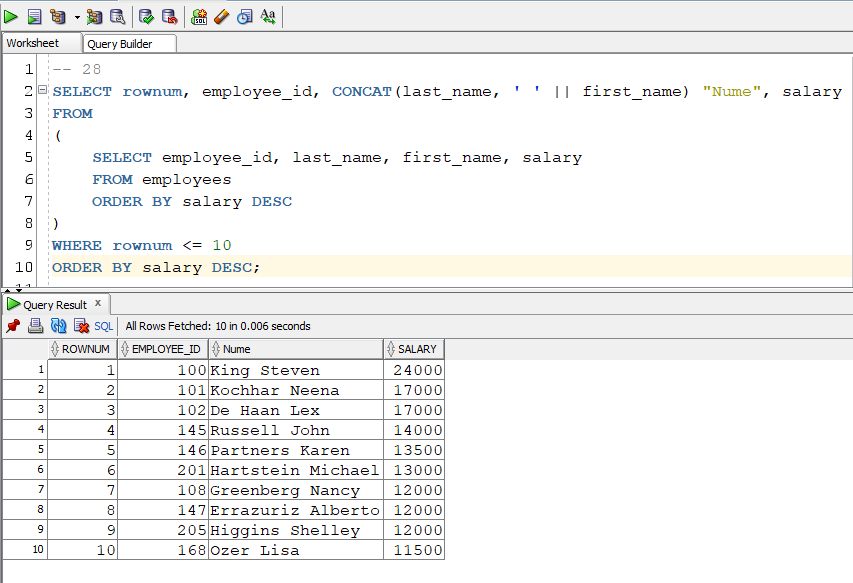 Worksheet Query Builder
1 -- 28
2 SELECT rownum, employee_id, CONCAT(last_name, ' ' || first_name) "Nume", salary
3 FROM
4 (
5 SELECT employee_id, last_name, first_name, salary
6 FROM employees
7 ORDER BY salary DESC
8 )
9 WHERE rownum <= 10
10 ORDER BY salary DESC;
Query Result x
SQL All Rows Fetched: 10 in 0.006 seconds
ROWNUM EMPLOYEE_ID Nume SALARY
1 1 100 King Steven 24000
2 2 101 Kochhar Neena 17000
3 3 102 De Haan Lex 17000
4 4 145 Russell John 14000
5 5 146 Partners Karen 13500
6 6 201 Hartstein Michael 13000
7 7 108 Greenberg Nancy 12000
8 8 147 Errazuriz Alberto 12000
9 9 205 Higgins Shelley 12000
10 10 168 Ozer Lisa 11500